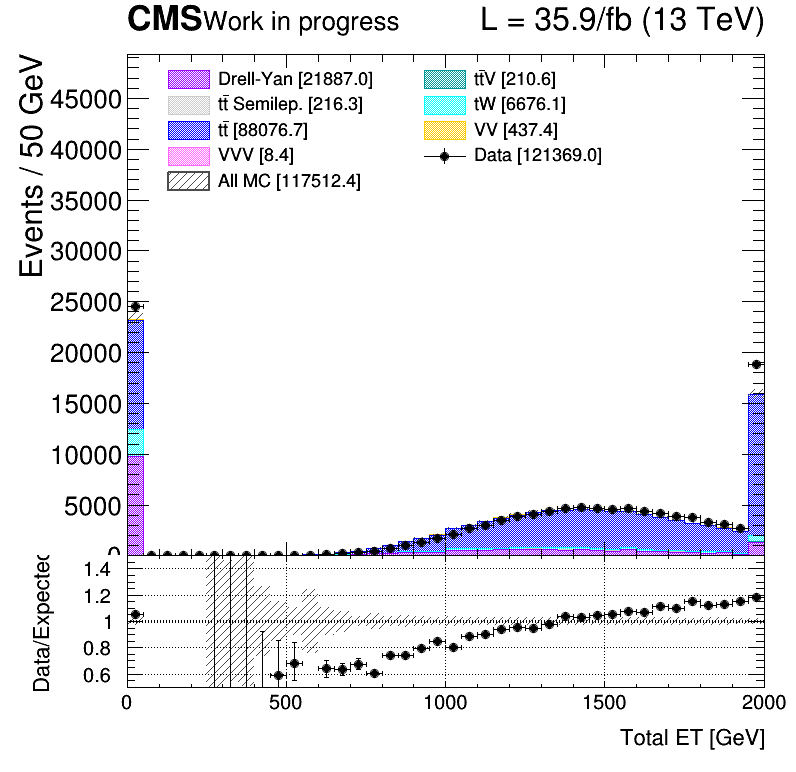 CMS Work in progress L = 35.9/fb (13 TeV)
Events / 50 GeV
Drell-Yan [21887.0]
tt̄ Semilep. [216.3]
tt̄ [88076.7]
VVV [8.4]
All MC [117512.4]
tt̄V [210.6]
tW [6676.1]
VV [437.4]
Data [121369.0]
45000
40000
35000
30000
25000
20000
15000
10000
5000
0
Data/Expected
1.4
1.2
1
0.8
0.6
0 500 1000 1500 2000
Total ET [GeV]